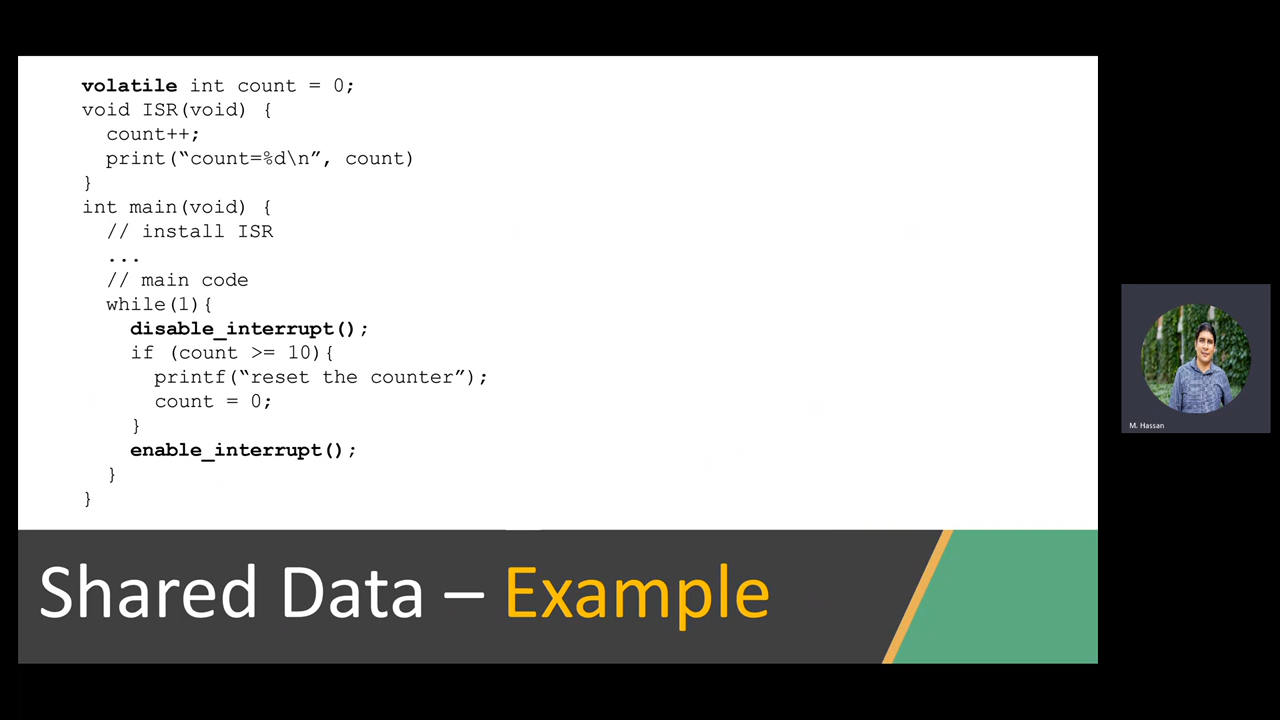 volatile int count = 0;
void ISR(void) {
count++;
print(“count=%d\n”, count)
}
int main(void) {
// install ISR
...
// main code
while(1){
disable_interrupt();
if (count >= 10){
printf(“reset the counter”);
count = 0;
}
enable_interrupt();
}
}
Shared Data – Example
M. Hassan